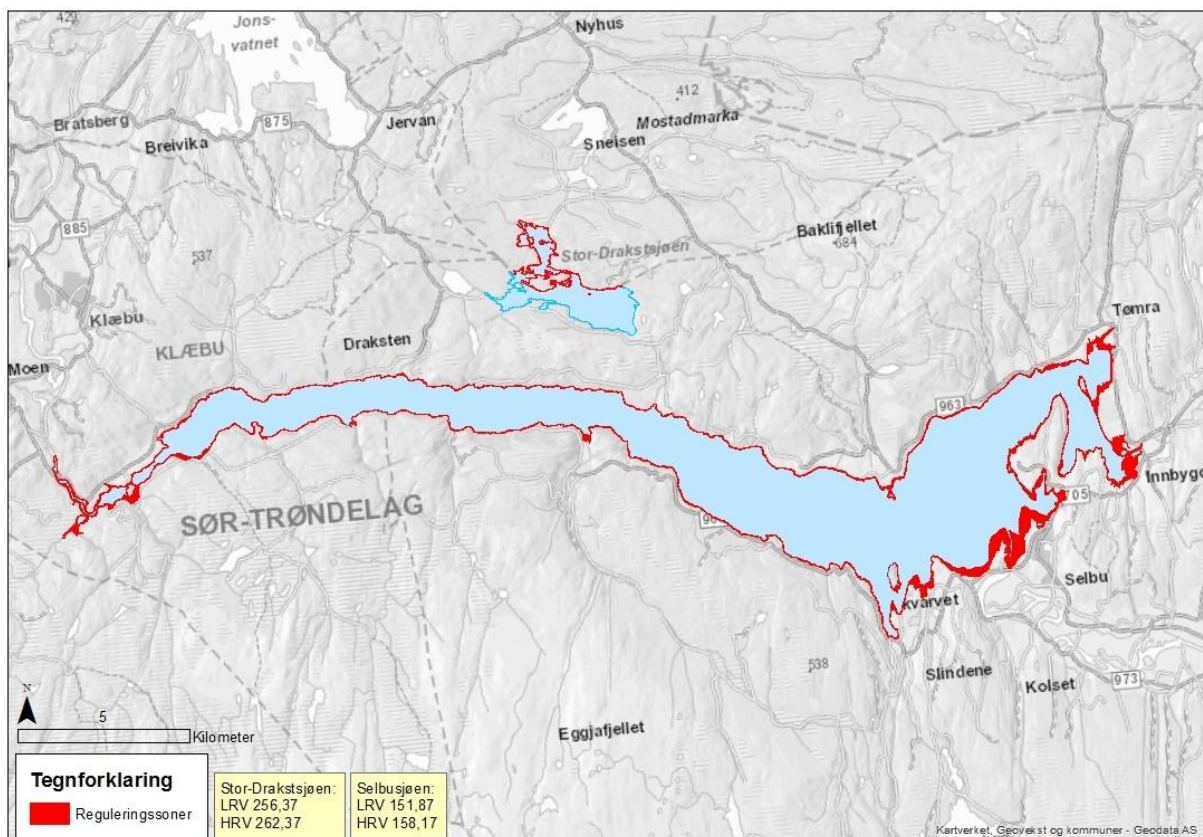 429
Jons-
vatnet
Nyhus
412
Mostadmarka
Bratsberg
875
Jervan
Breivika
Sneisen
885
537
Stor-Drakstsjøen
Baklifjellet
684
Klæbu
KLÆBU
Draksten
Tømra
Moen
963
Innbygd
705
SØR-TRØNDELAG
Selbu
kvarvet
538
Slindene
Kolset
973
N
5
Kilometer
Eggjafjellet
Tegnforklaring
Reguleringssoner
Stor-Drakstsjøen:
LRV 256,37
HRV 262,37
Selbusjøen:
LRV 151,87
HRV 158,17
Kartverket, Geovekst og kommuner - Geodata AS